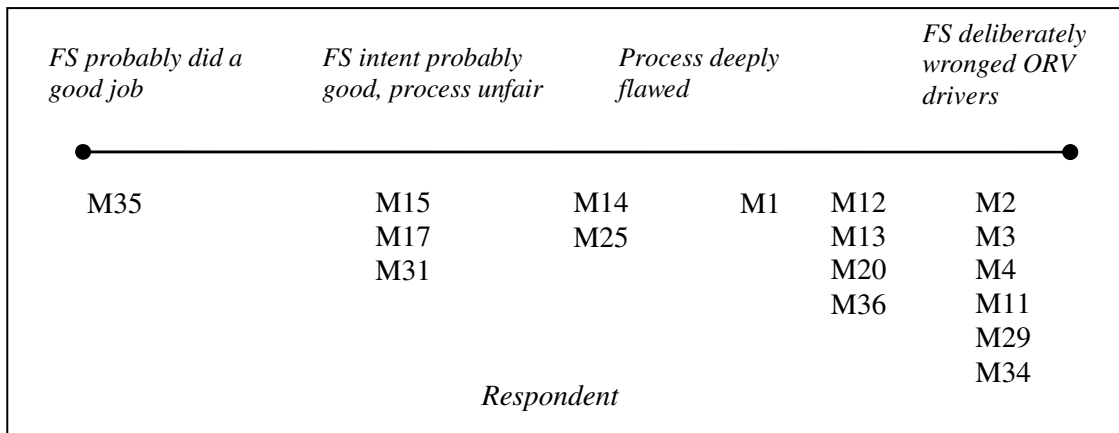 FS probably did a
good job
FS intent probably
good, process unfair
Process deeply
flawed
FS deliberately
wronged ORV
drivers
M35 M15 M14 M1 M12 M2
M17 M25 M13 M3
M31 M20 M4
M36 M11
M29
M34
Respondent